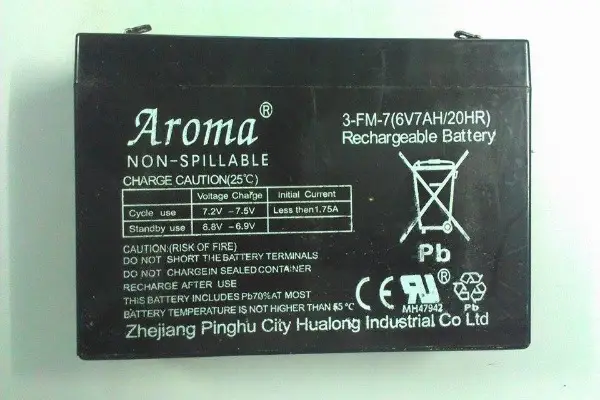 Aroma®
NON-SPILLABLE
3-FM-7(6V7AH/20HR)
Rechargeable Battery
CHARGE CAUTION(25℃)
Voltage Charge Initial Current
Cycle use 7.2V –7.5V Less then1.75A
Standby use 6.8V –6.9V
Pb
CAUTION:(RISK OF FIRE)
DO NOT SHORT THE BATTERY TERMINALS
DO NOT CHARGEIN SEALED CONTAINER
RECHARGE AFTER USE
THIS BATTERY INCLUDES Pb70%AT MOST
BATTERY TEMPERATURE IS NOT HIGHER THAN 65℃
CE RU® 
MH47942 Pb
Zhejiang Pinghu City Hualong Industrial Co Ltd